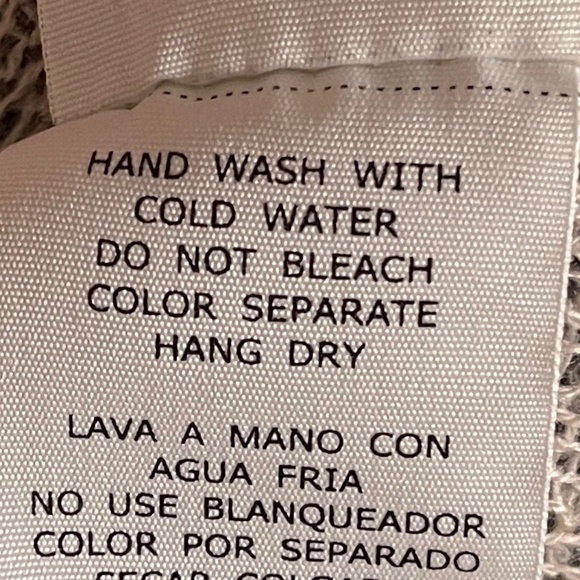 HAND WASH WITH
COLD WATER
DO NOT BLEACH
COLOR SEPARATE
HANG DRY
LAVA A MANO CON
AGUA FRIA
NO USE BLANQUEADOR
COLOR POR SEPARADO